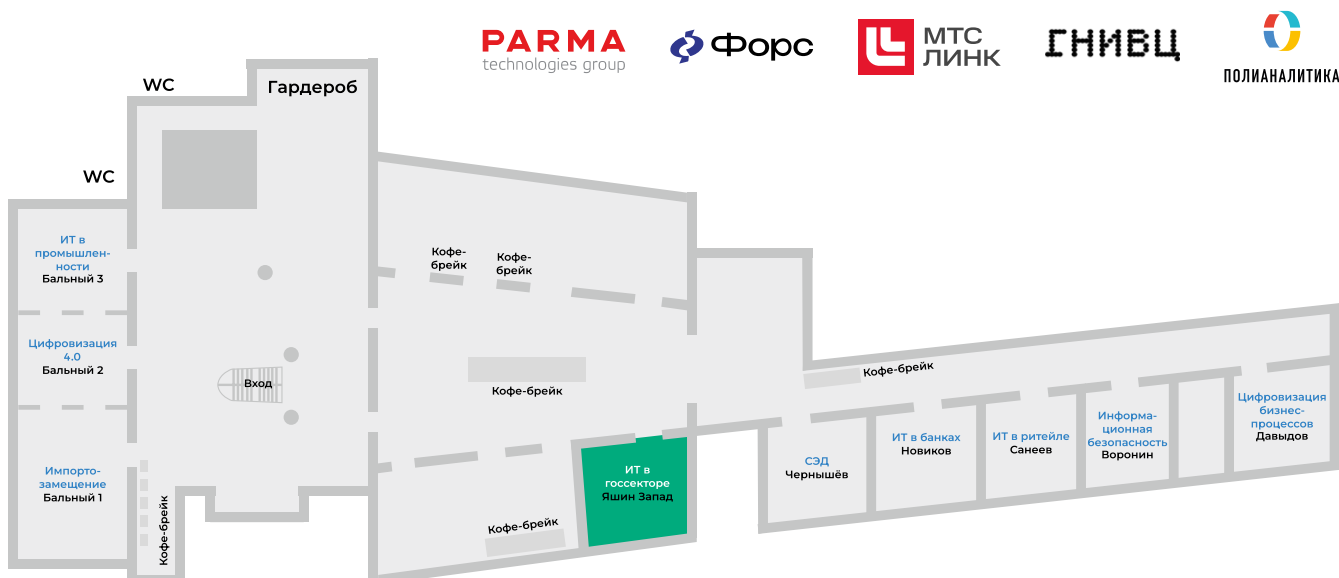 PARMA
technologies group
Форс
МТС
ЛИНК
ГНИВЦ
ПОЛИАНАЛИТИКА
WC
Гардероб
WC
ИТ в
промышлен-
ности
Бальный 3
Цифровизация
4.0
Бальный 2
Импорто-
замещение
Бальный 1
Кофе-брейк
Вход
Кофе-
брейк
Кофе-
брейк
Кофе-брейк
Кофе-брейк
ИТ в
госсекторе
Яшин Запад
Кофе-брейк
СЭД
Чернышёв
ИТ в банках
Новиков
ИТ в ритейле
Санеев
Информа-
ционная
безопасность
Воронин
Цифровизация
бизнес-
процессов
Давыдов